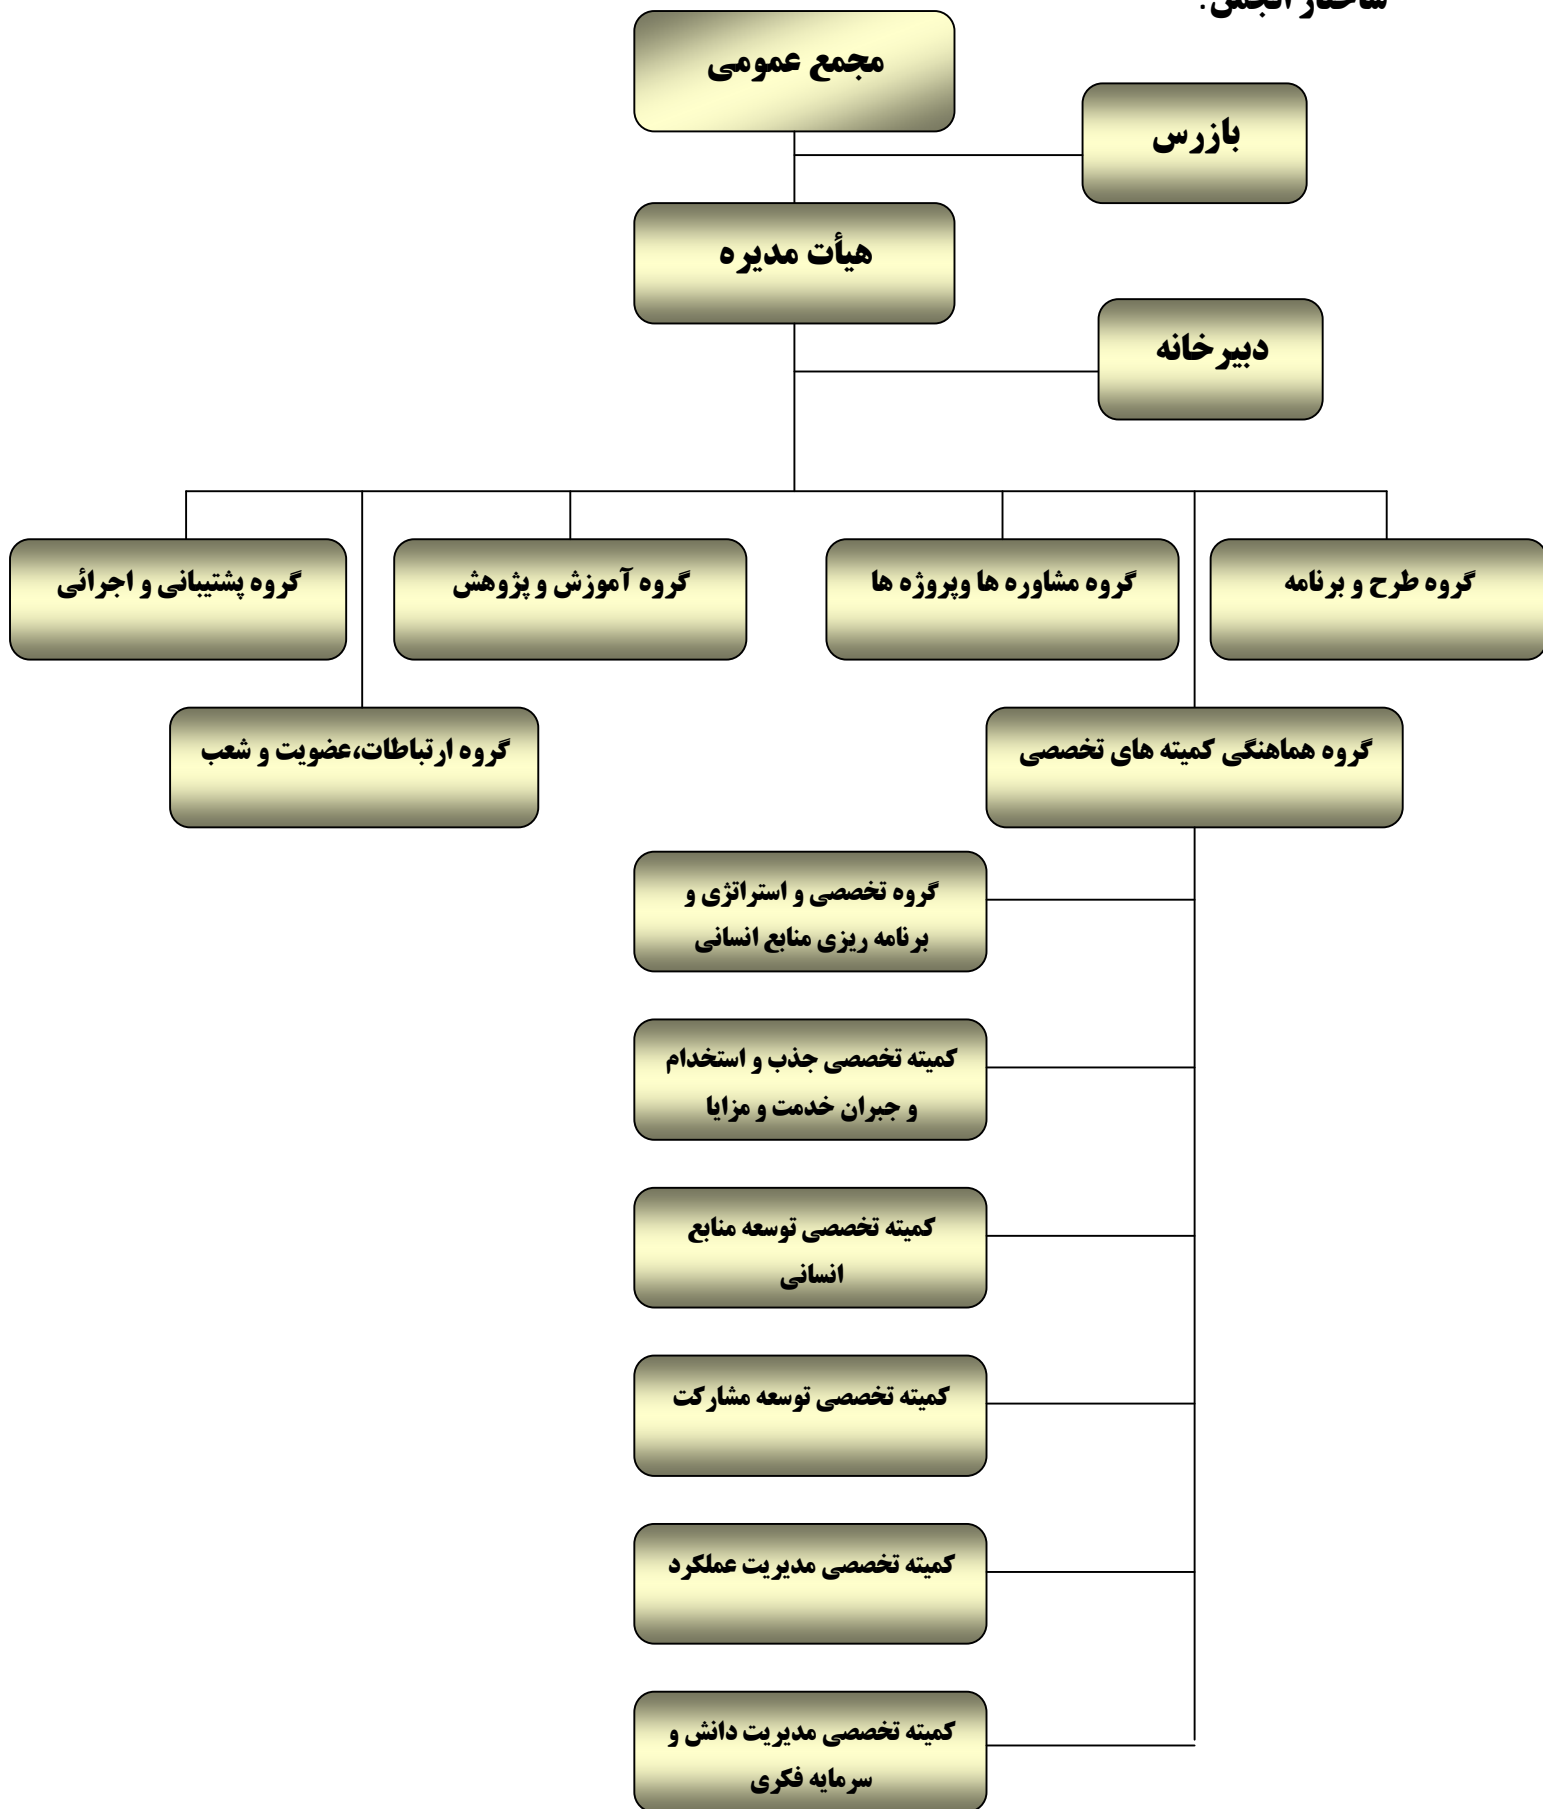 ساختار انجمن:
مجمع عمومی
بازرس
هیأت مدیره
دبیرخانه
گروه طرح و برنامه
گروه مشاوره ها وپروژه ها
گروه آموزش و پژوهش
گروه پشتیبانی و اجرائی
گروه هماهنگی کمیته های تخصصی
گروه ارتباطات،عضویت و شعب
گروه تخصصی و استراتژی و
برنامه ریزی منابع انسانی
کمیته تخصصی جذب و استخدام
و جبران خدمت و مزایا
کمیته تخصصی توسعه منابع
انسانی
کمیته تخصصی توسعه مشارکت
کمیته تخصصی مدیریت عملکرد
کمیته تخصصی مدیریت دانش و
سرمایه فکری